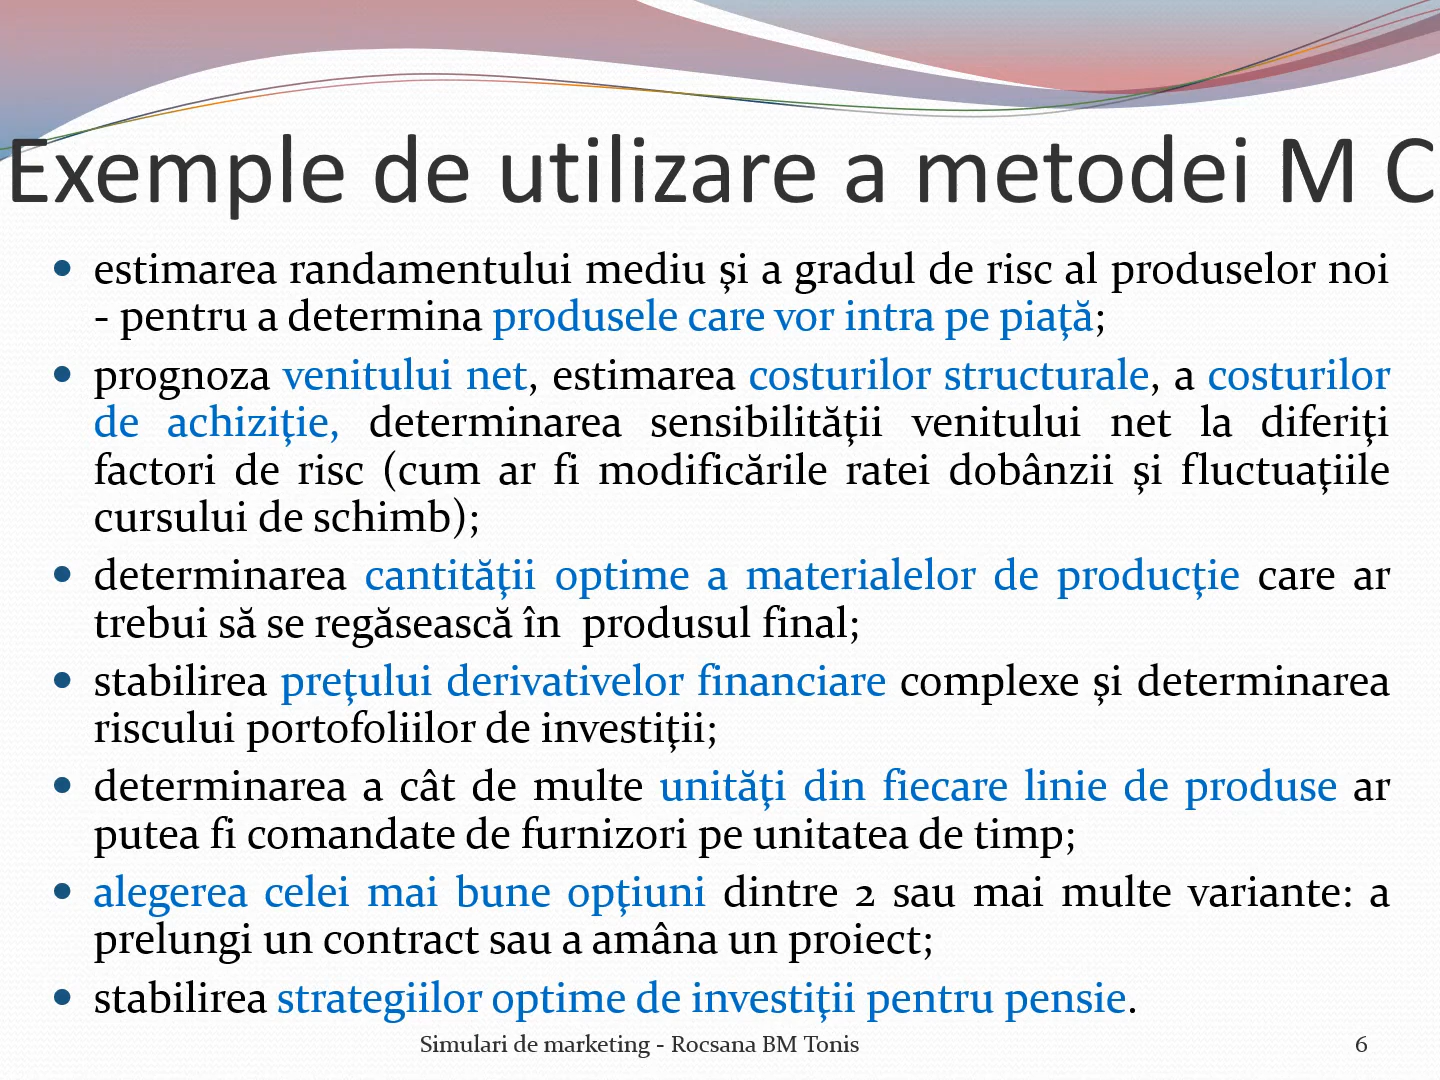 Exemple de utilizare a metodei M C
• estimarea randamentului mediu şi a gradul de risc al produselor noi
- pentru a determina produsele care vor intra pe piaţă;
• prognoza venitului net, estimarea costurilor structurale, a costurilor
de achiziţie, determinarea sensibilităţii venitului net la diferiţi
factori de risc (cum ar fi modificările ratei dobânzii şi fluctuaţiile
cursului de schimb);
• determinarea cantităţii optime a materialelor de producţie care ar
trebui să se regăsească în  produsul final;
• stabilirea preţului derivativelor financiare complexe şi determinarea
riscului portofoliilor de investiţii;
• determinarea a cât de multe unităţi din fiecare linie de produse ar
putea fi comandate de furnizori pe unitatea de timp;
• alegerea celei mai bune opţiuni dintre 2 sau mai multe variante: a
prelungi un contract sau a amâna un proiect;
• stabilirea strategiilor optime de investiţii pentru pensie.
Simulari de marketing - Rocsana BM Tonis 6